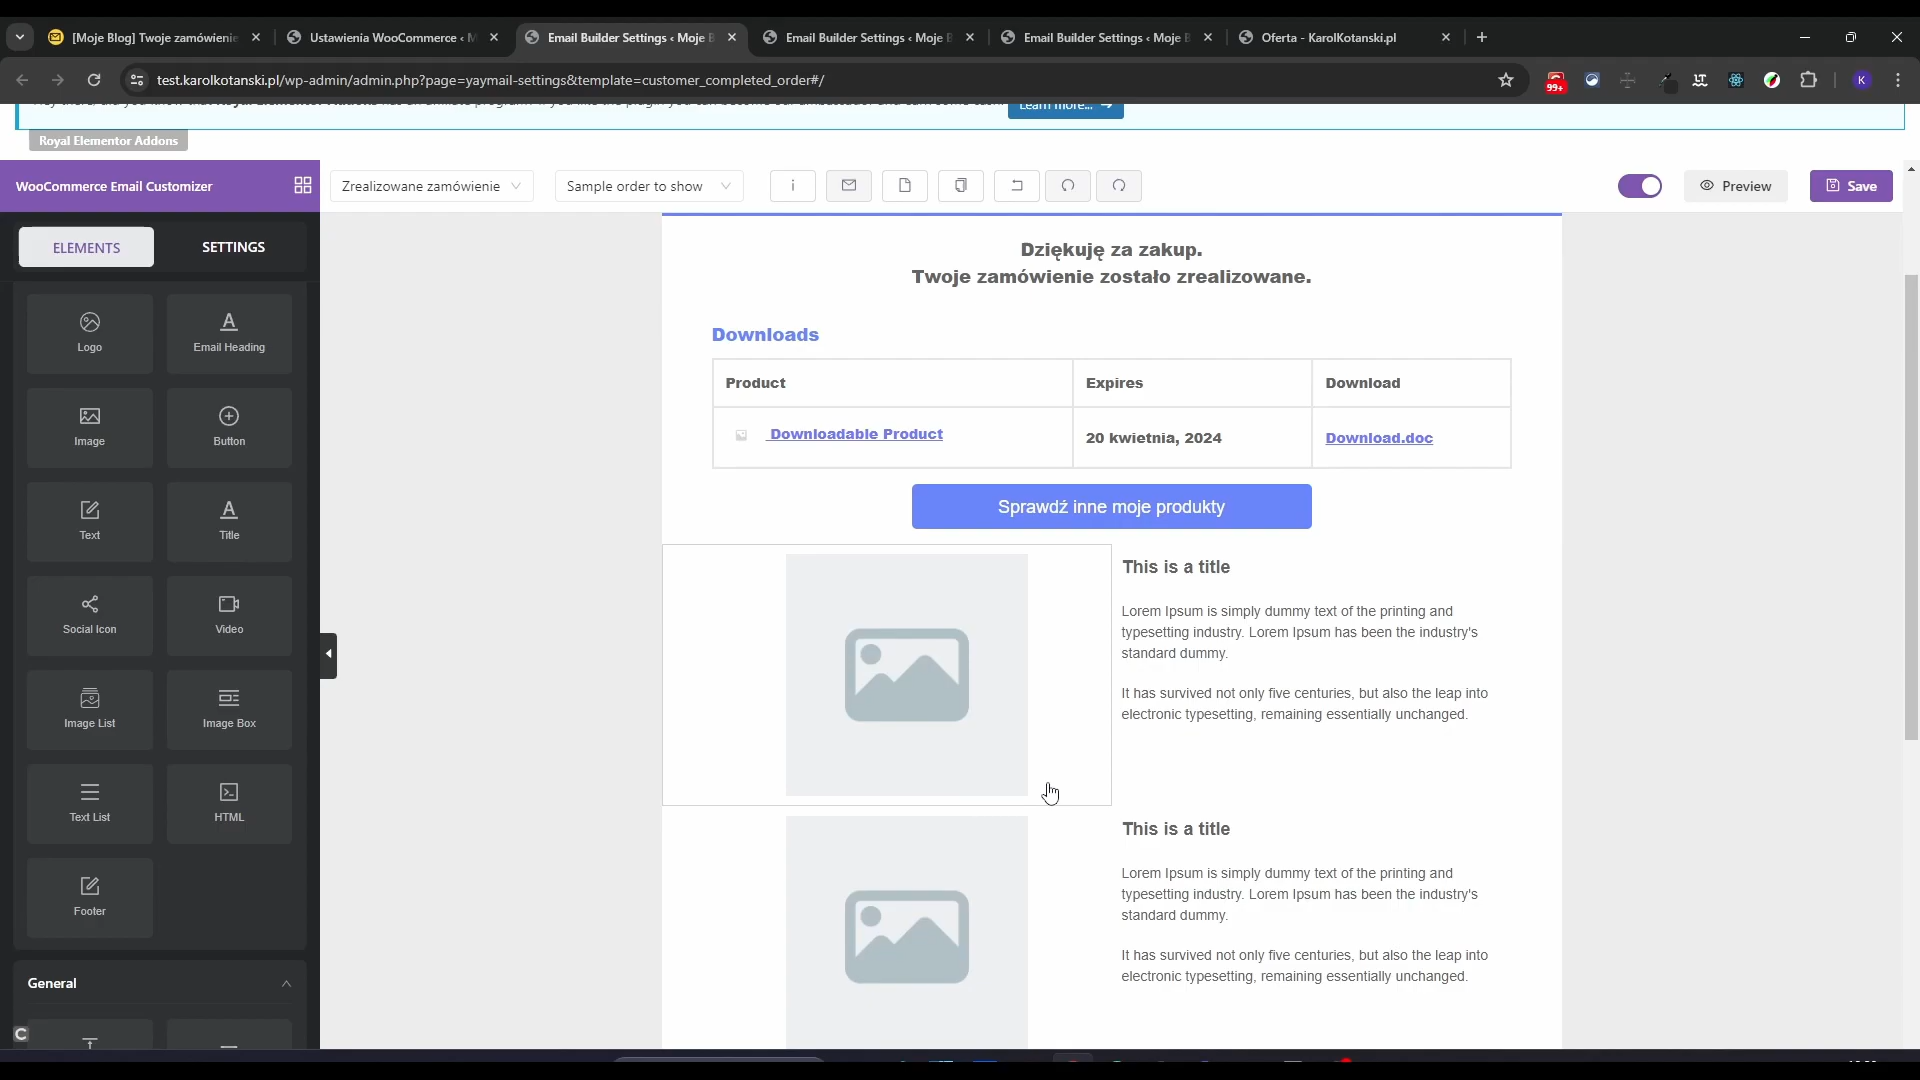 [Moje Blog] Twoje zamówienie
Ustawienia WooCommerce ‹ M
Email Builder Settings ‹ Moje B
Email Builder Settings ‹ Moje B
Email Builder Settings ‹ Moje B
Oferta - KarolKotanski.pl
test.karolkotanski.pl/wp-admin/admin.php?page=yaymail-settings&template=customer_completed_order#/
99+
K
Learn more... →
Royal Elementor Addons
WooCommerce Email Customizer
Zrealizowane zamówienie
Sample order to show
Preview
Save
ELEMENTS
SETTINGS
Logo
Email Heading
Image
Button
Text
Title
Social Icon
Video
Image List
Image Box
Text List
HTML
Footer
General
C
Dziękuję za zakup.
Twoje zamówienie zostało zrealizowane.
Downloads
Product
Expires
Download
Downloadable Product
20 kwietnia, 2024
Download.doc
Sprawdź inne moje produkty
This is a title
Lorem Ipsum is simply dummy text of the printing and
typesetting industry. Lorem Ipsum has been the industry's
standard dummy.
It has survived not only five centuries, but also the leap into
electronic typesetting, remaining essentially unchanged.
This is a title
Lorem Ipsum is simply dummy text of the printing and
typesetting industry. Lorem Ipsum has been the industry's
standard dummy.
It has survived not only five centuries, but also the leap into
electronic typesetting, remaining essentially unchanged.